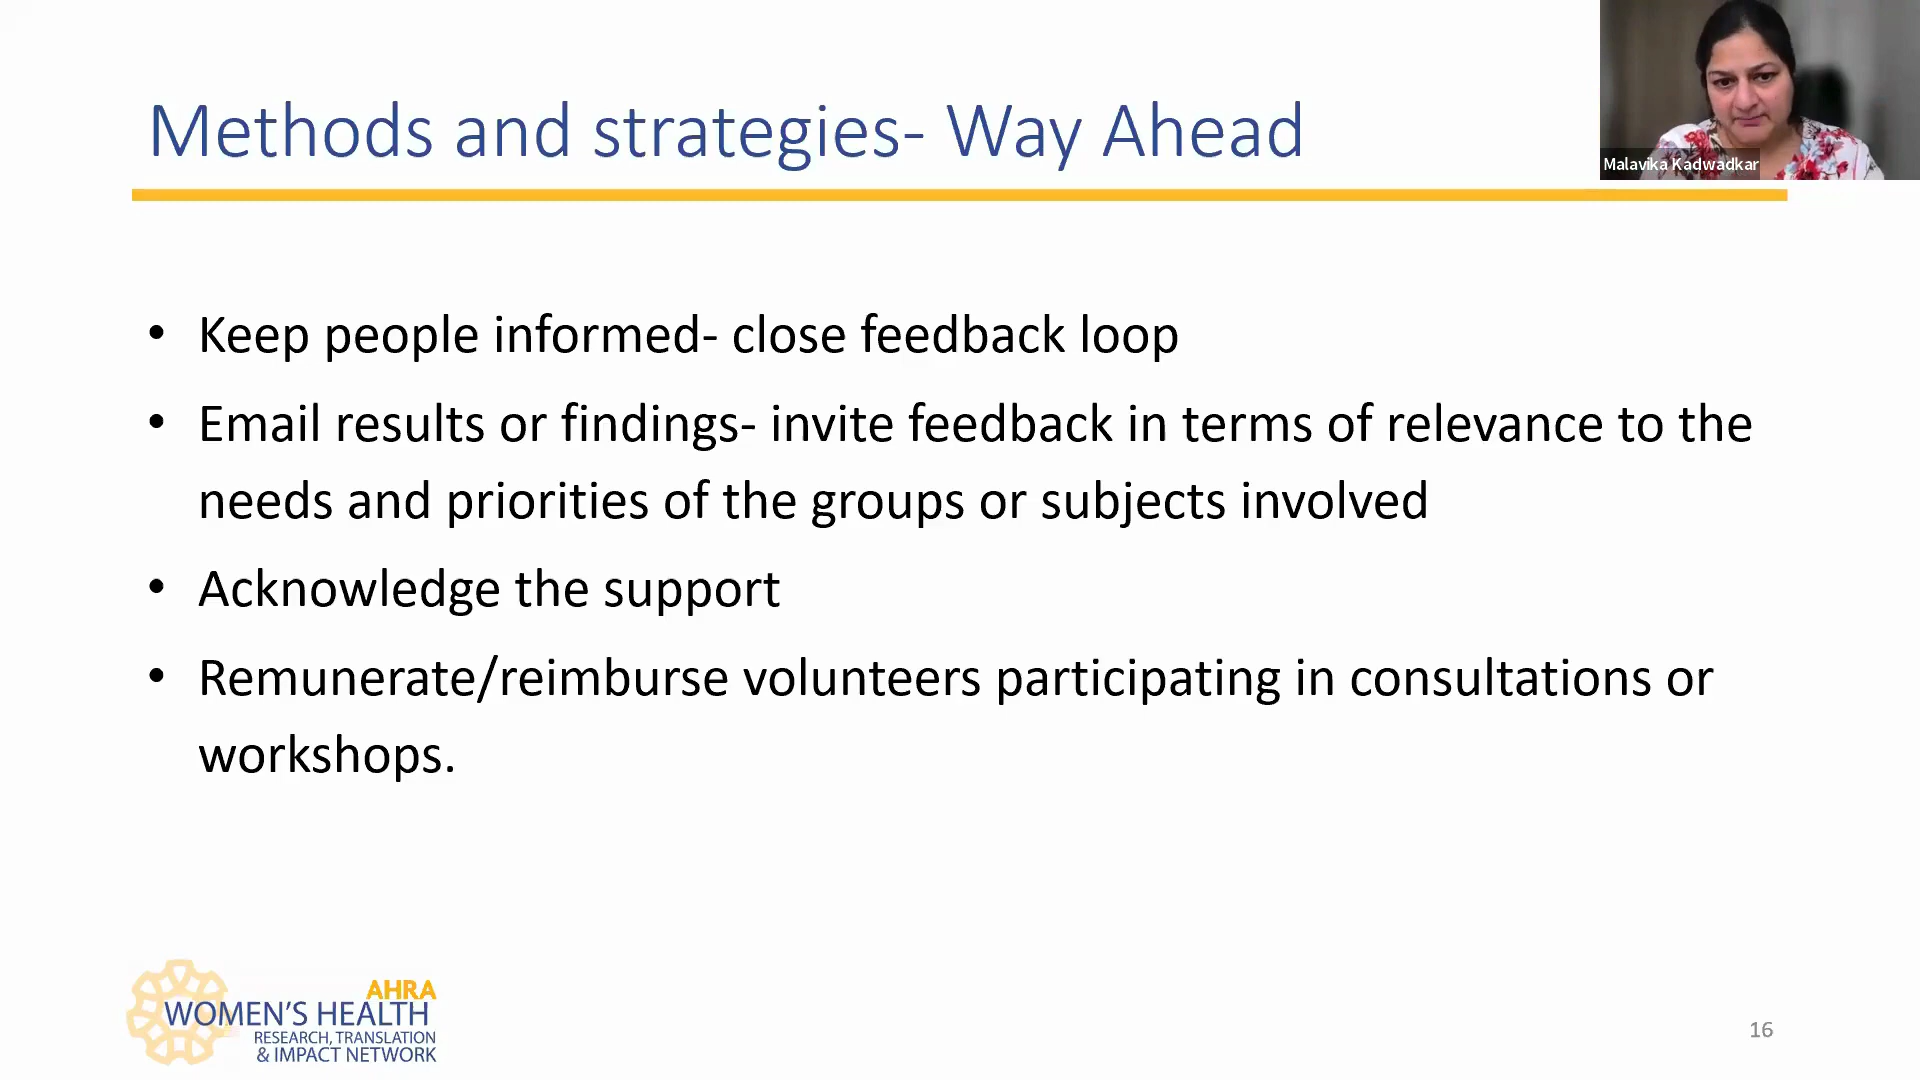 Methods and strategies- Way Ahead
Malavika Kadwadkar
• Keep people informed- close feedback loop
• Email results or findings- invite feedback in terms of relevance to the
needs and priorities of the groups or subjects involved
• Acknowledge the support
• Remunerate/reimburse volunteers participating in consultations or
workshops.
AHRA
WOMEN'S HEALTH
RESEARCH, TRANSLATION
& IMPACT NETWORK
16